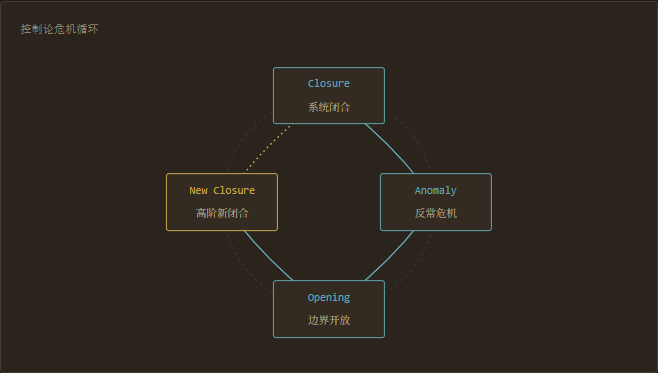 控制论危机循环
Closure
系统闭合
New Closure
高阶新闭合
Anomaly
反常危机
Opening
边界开放